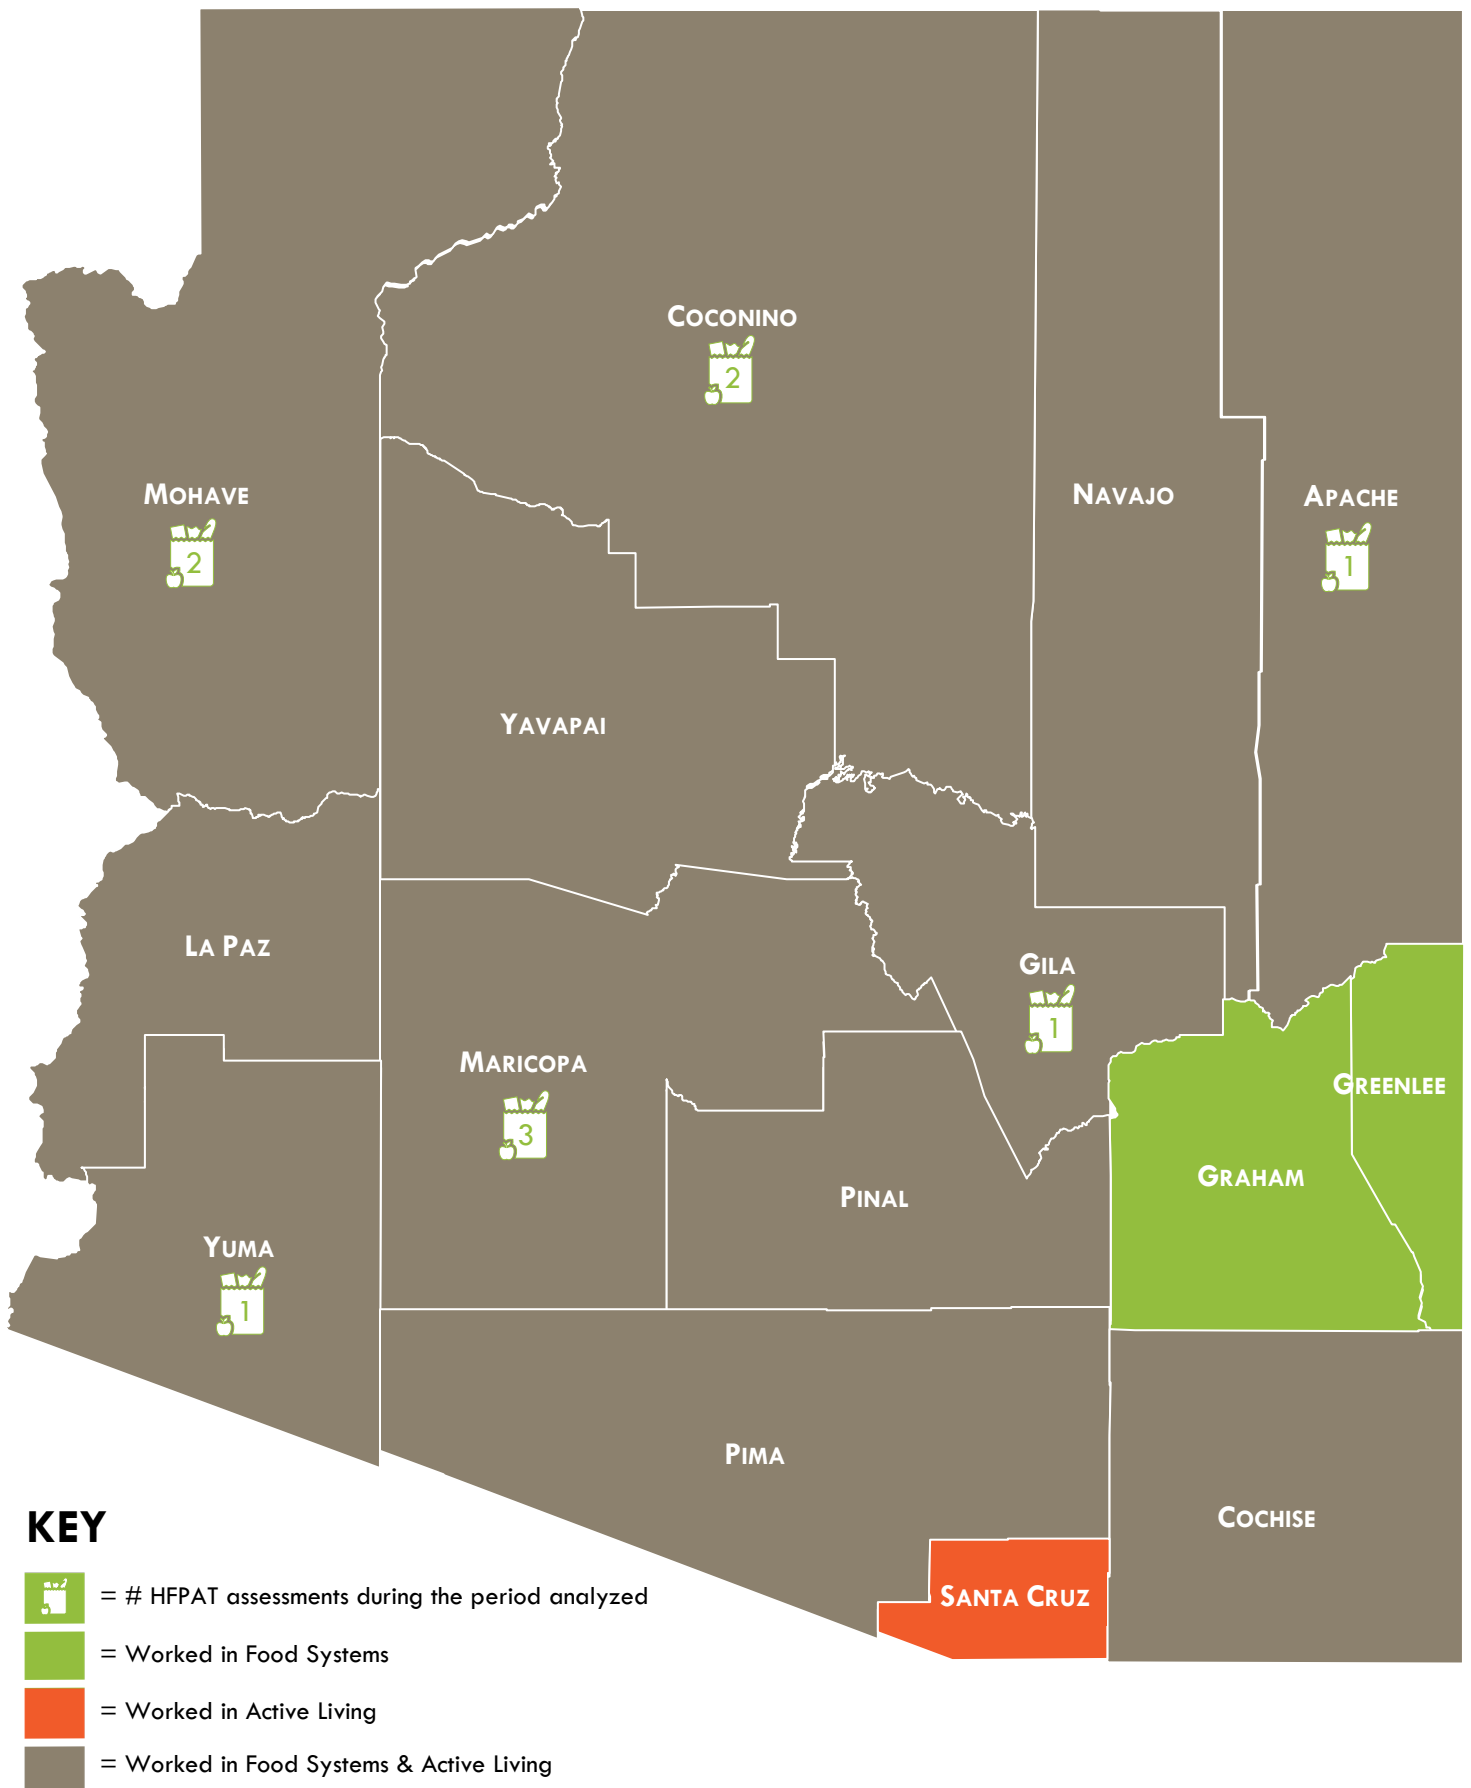 COCONINO
2
MOHAVE
2
NAVAJO
APACHE
1
YAVAPAI
LA PAZ
GILA
1
MARICOPA
3
GREENLEE
GRAHAM
PINAL
YUMA
1
PIMA
COCHISE
SANTA CRUZ
KEY
= # HFPAT assessments during the period analyzed
= Worked in Food Systems
= Worked in Active Living
= Worked in Food Systems & Active Living